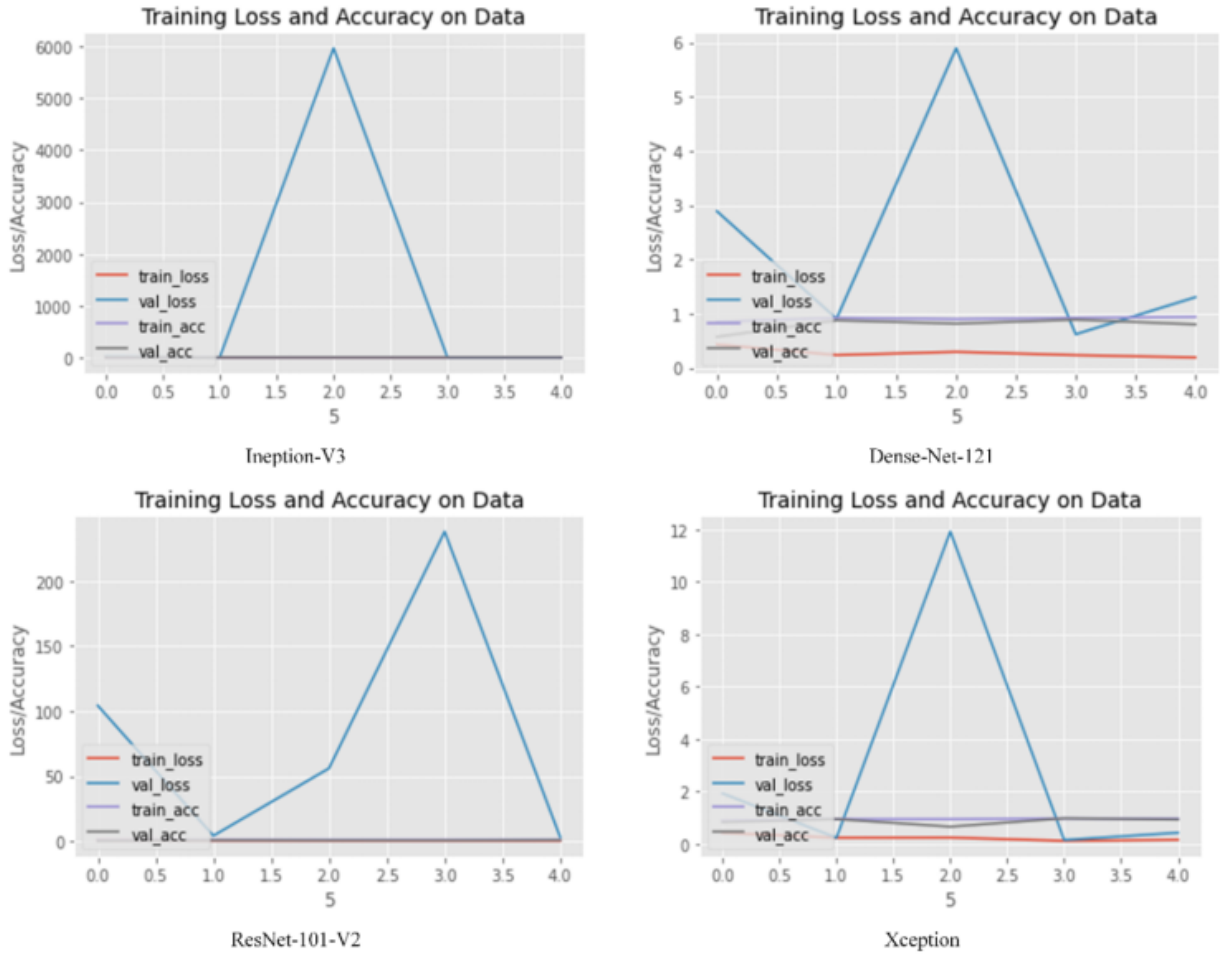 Training Loss and Accuracy on Data
Loss/Accuracy
6000
5000
4000
3000
2000
1000
0
train_loss
val_loss
train_acc
val_acc
0.0 0.5 1.0 1.5 2.0 2.5 3.0 3.5 4.0
5
Ineption-V3
Training Loss and Accuracy on Data
Loss/Accuracy
6
5
4
3
2
1
0
train_loss
val_loss
train_acc
val_acc
0.0 0.5 1.0 1.5 2.0 2.5 3.0 3.5 4.0
5
Dense-Net-121
Training Loss and Accuracy on Data
Loss/Accuracy
200
150
100
50
0
train_loss
val_loss
train_acc
val_acc
0.0 0.5 1.0 1.5 2.0 2.5 3.0 3.5 4.0
5
ResNet-101-V2
Training Loss and Accuracy on Data
Loss/Accuracy
12
10
8
6
4
2
0
train_loss
val_loss
train_acc
val_acc
0.0 0.5 1.0 1.5 2.0 2.5 3.0 3.5 4.0
5
Xception